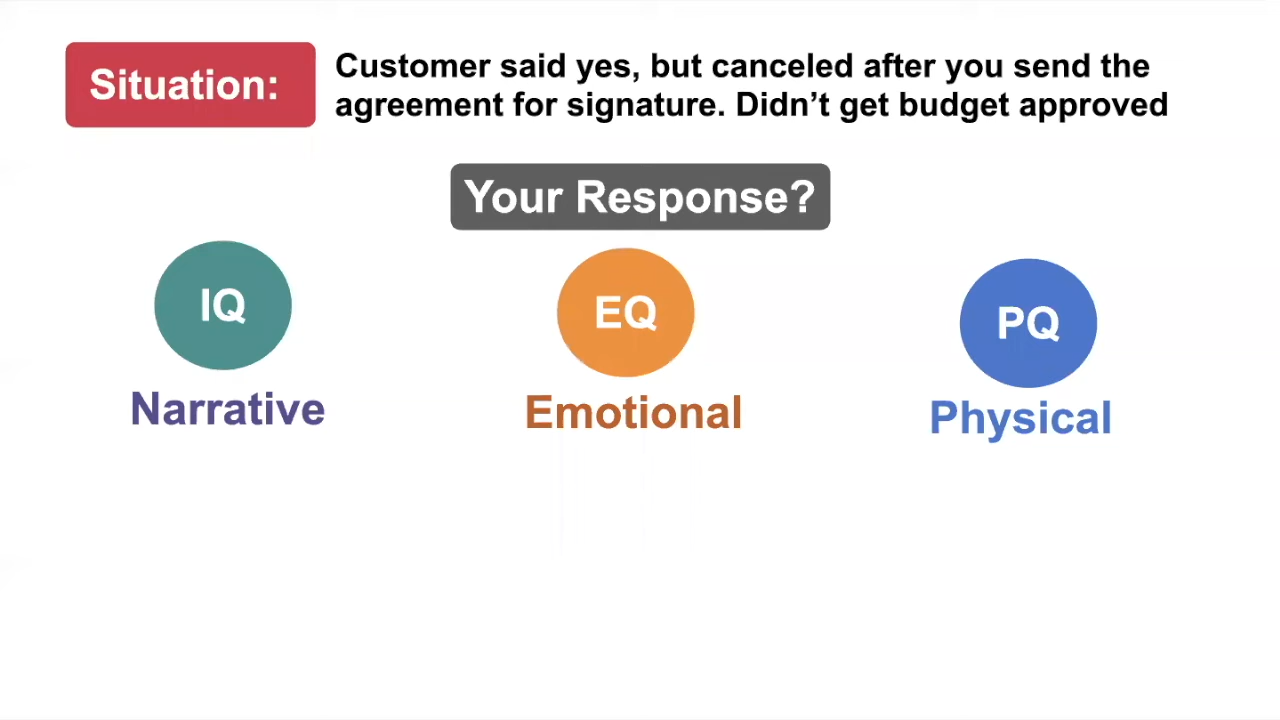 Situation:
Customer said yes, but canceled after you send the
agreement for signature. Didn’t get budget approved
Your Response?
IQ
EQ
PQ
Narrative
Emotional
Physical